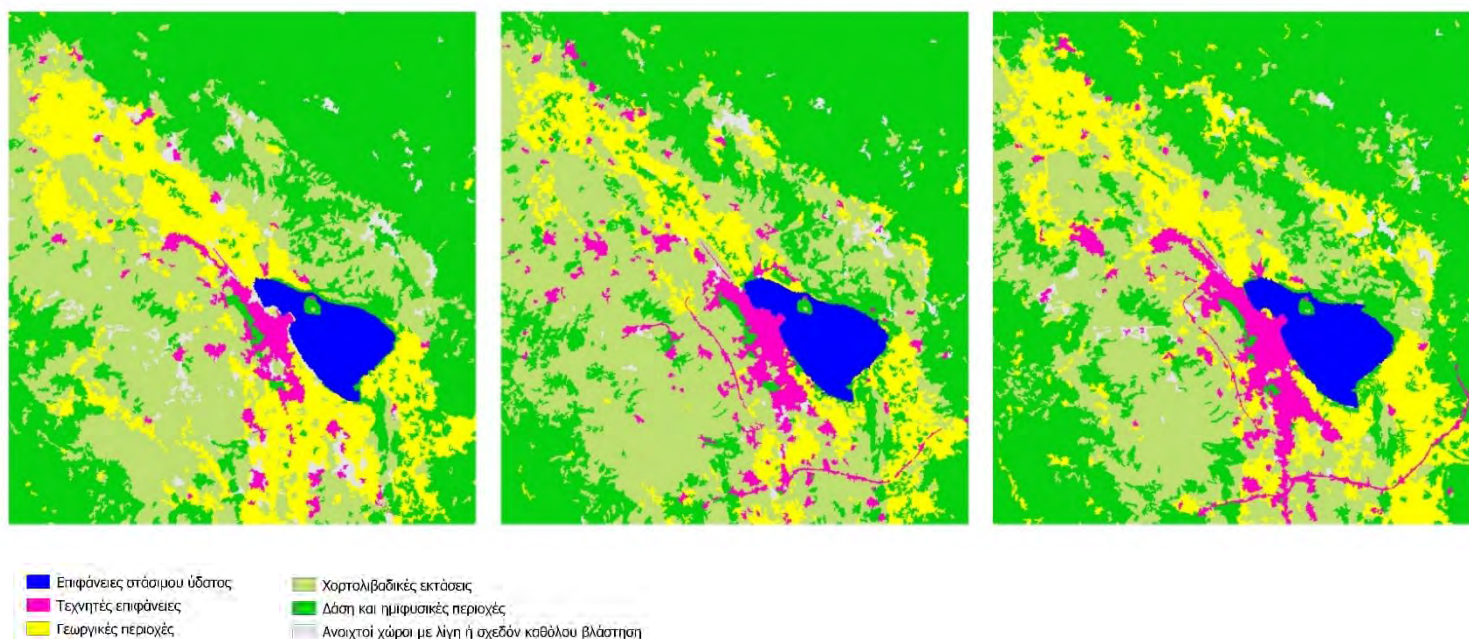 Επιφάνειες στάσιμου ύδατος
Τεχνητές επιφάνειες
Γεωργικές περιοχές
Χορτολιβαδικές εκτάσεις
Δάση και ημιφυσικές περιοχές
Ανοιχτοί χώροι με λίγη ή σχεδόν καθόλου βλάστηση